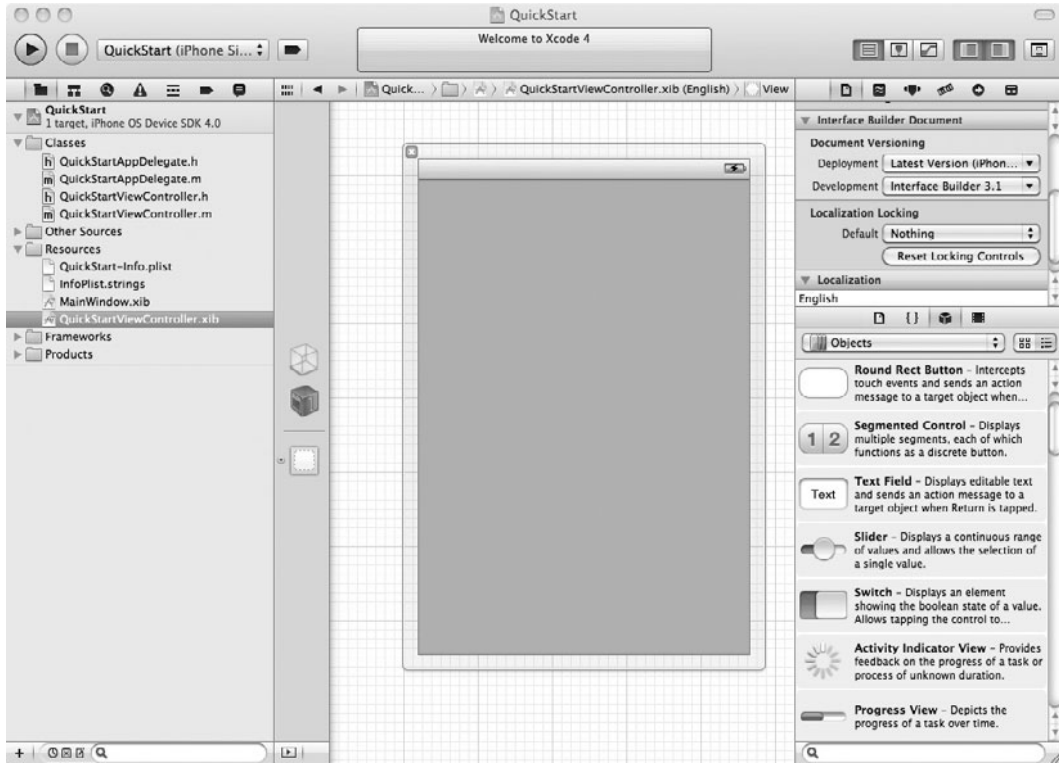 QuickStart
QuickStart (iPhone Si...
Welcome to Xcode 4
Quick...
QuickStartViewController.xib (English)
View
QuickStart
1 target, iPhone OS Device SDK 4.0
Classes
h QuickStartAppDelegate.h
m QuickStartAppDelegate.m
h QuickStartViewController.h
m QuickStartViewController.m
Other Sources
Resources
QuickStart-Info.plist
InfoPlist.strings
MainWindow.xib
QuickStartViewController.xib
Frameworks
Products
Interface Builder Document
Document Versioning
Deployment Latest Version (iPhon...
Development Interface Builder 3.1
Localization Locking
Default Nothing
Reset Locking Controls
Localization
English
{}
Objects
Round Rect Button – Intercepts
touch events and sends an action
message to a target object when...
1 2
Segmented Control – Displays
multiple segments, each of which
functions as a discrete button.
Text
Text Field – Displays editable text
and sends an action message to a
target object when Return is tapped.
Slider – Displays a continuous range
of values and allows the selection of
a single value.
Switch – Displays an element
showing the boolean state of a value.
Allows tapping the control to...
Activity Indicator View – Provides
feedback on the progress of a task or
process of unknown duration.
Progress View – Depicts the
progress of a task over time.